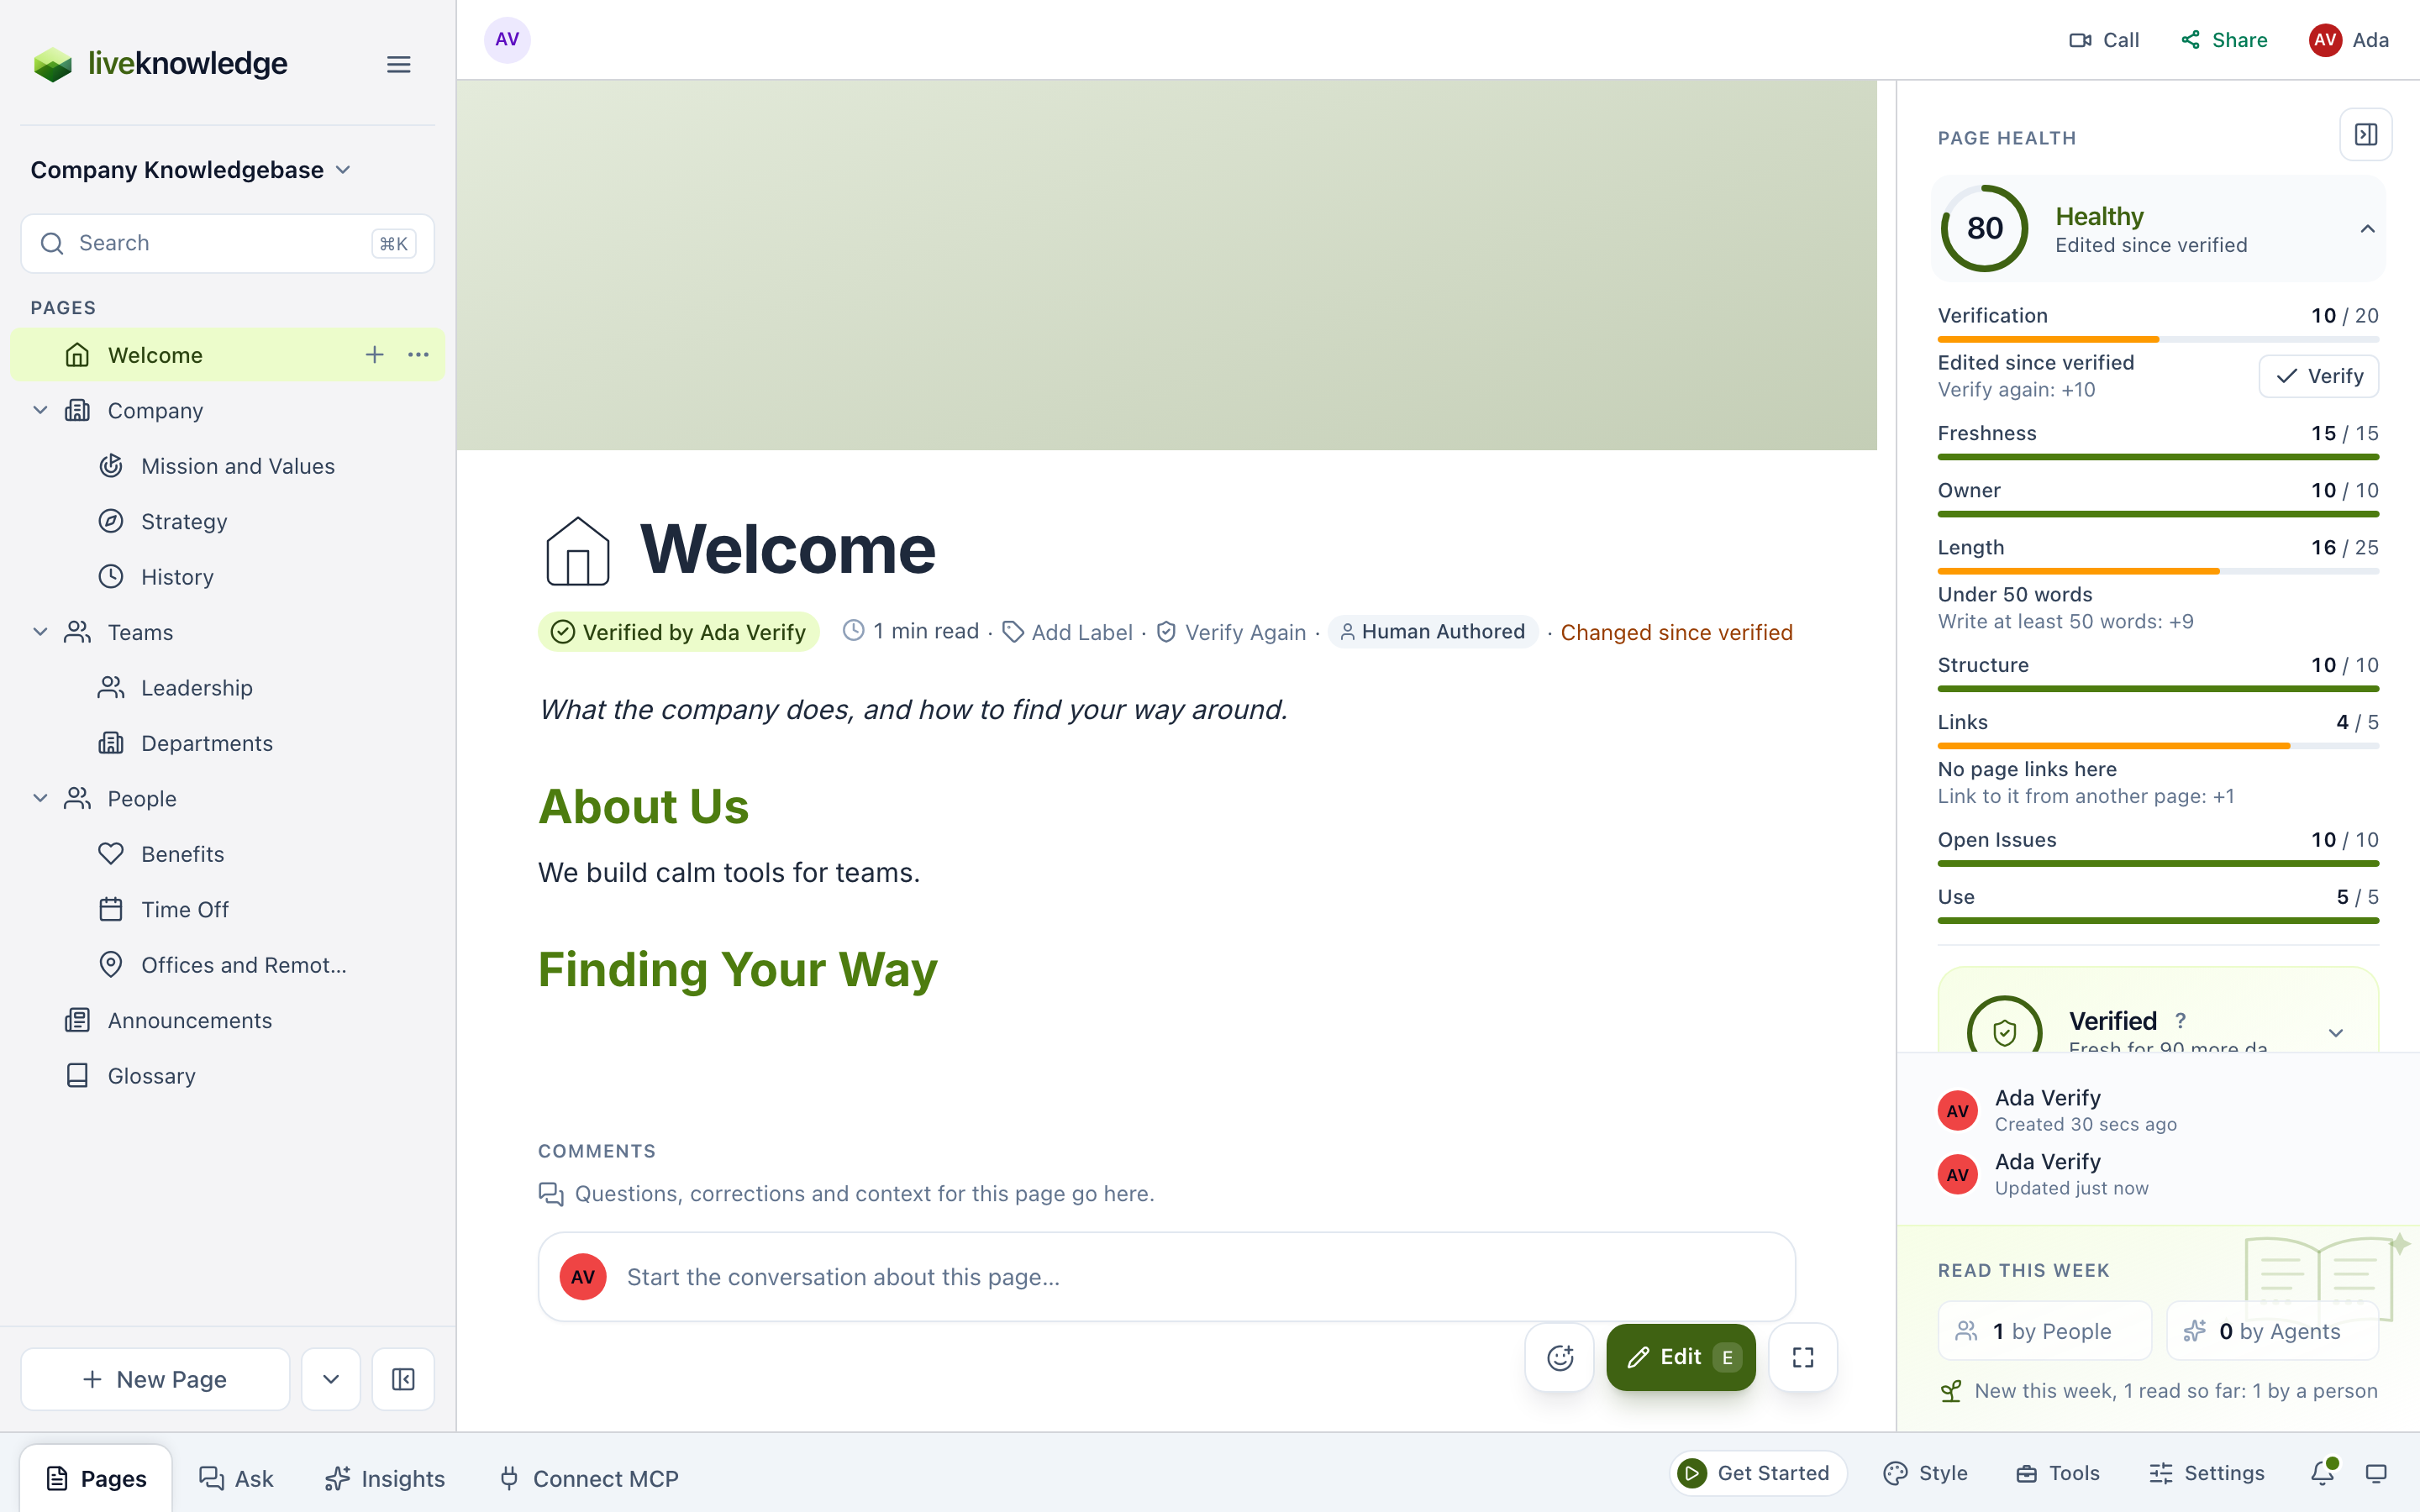 liveknowledge
Company Knowledgebase
Search ⌘K
PAGES
Welcome
Company
Mission and Values
Strategy
History
Teams
Leadership
Departments
People
Benefits
Time Off
Offices and Remot...
Announcements
Glossary
New Page
AV
Call
Share
AV Ada
Welcome
Verified by Ada Verify
1 min read · Add Label · Verify Again · Human Authored · Changed since verified
What the company does, and how to find your way around.
About Us
We build calm tools for teams.
Finding Your Way
COMMENTS
Questions, corrections and context for this page go here.
AV Start the conversation about this page...
Edit E
PAGE HEALTH
80
Healthy
Edited since verified
Verification 10 / 20
Edited since verified
Verify again: +10
Verify
Freshness 15 / 15
Owner 10 / 10
Length 16 / 25
Under 50 words
Write at least 50 words: +9
Structure 10 / 10
Links 4 / 5
No page links here
Link to it from another page: +1
Open Issues 10 / 10
Use 5 / 5
Verified ?
Fresh for 90 more da
AV Ada Verify
Created 30 secs ago
AV Ada Verify
Updated just now
READ THIS WEEK
1 by People
0 by Agents
New this week, 1 read so far: 1 by a person
Pages
Ask
Insights
Connect MCP
Get Started
Style
Tools
Settings